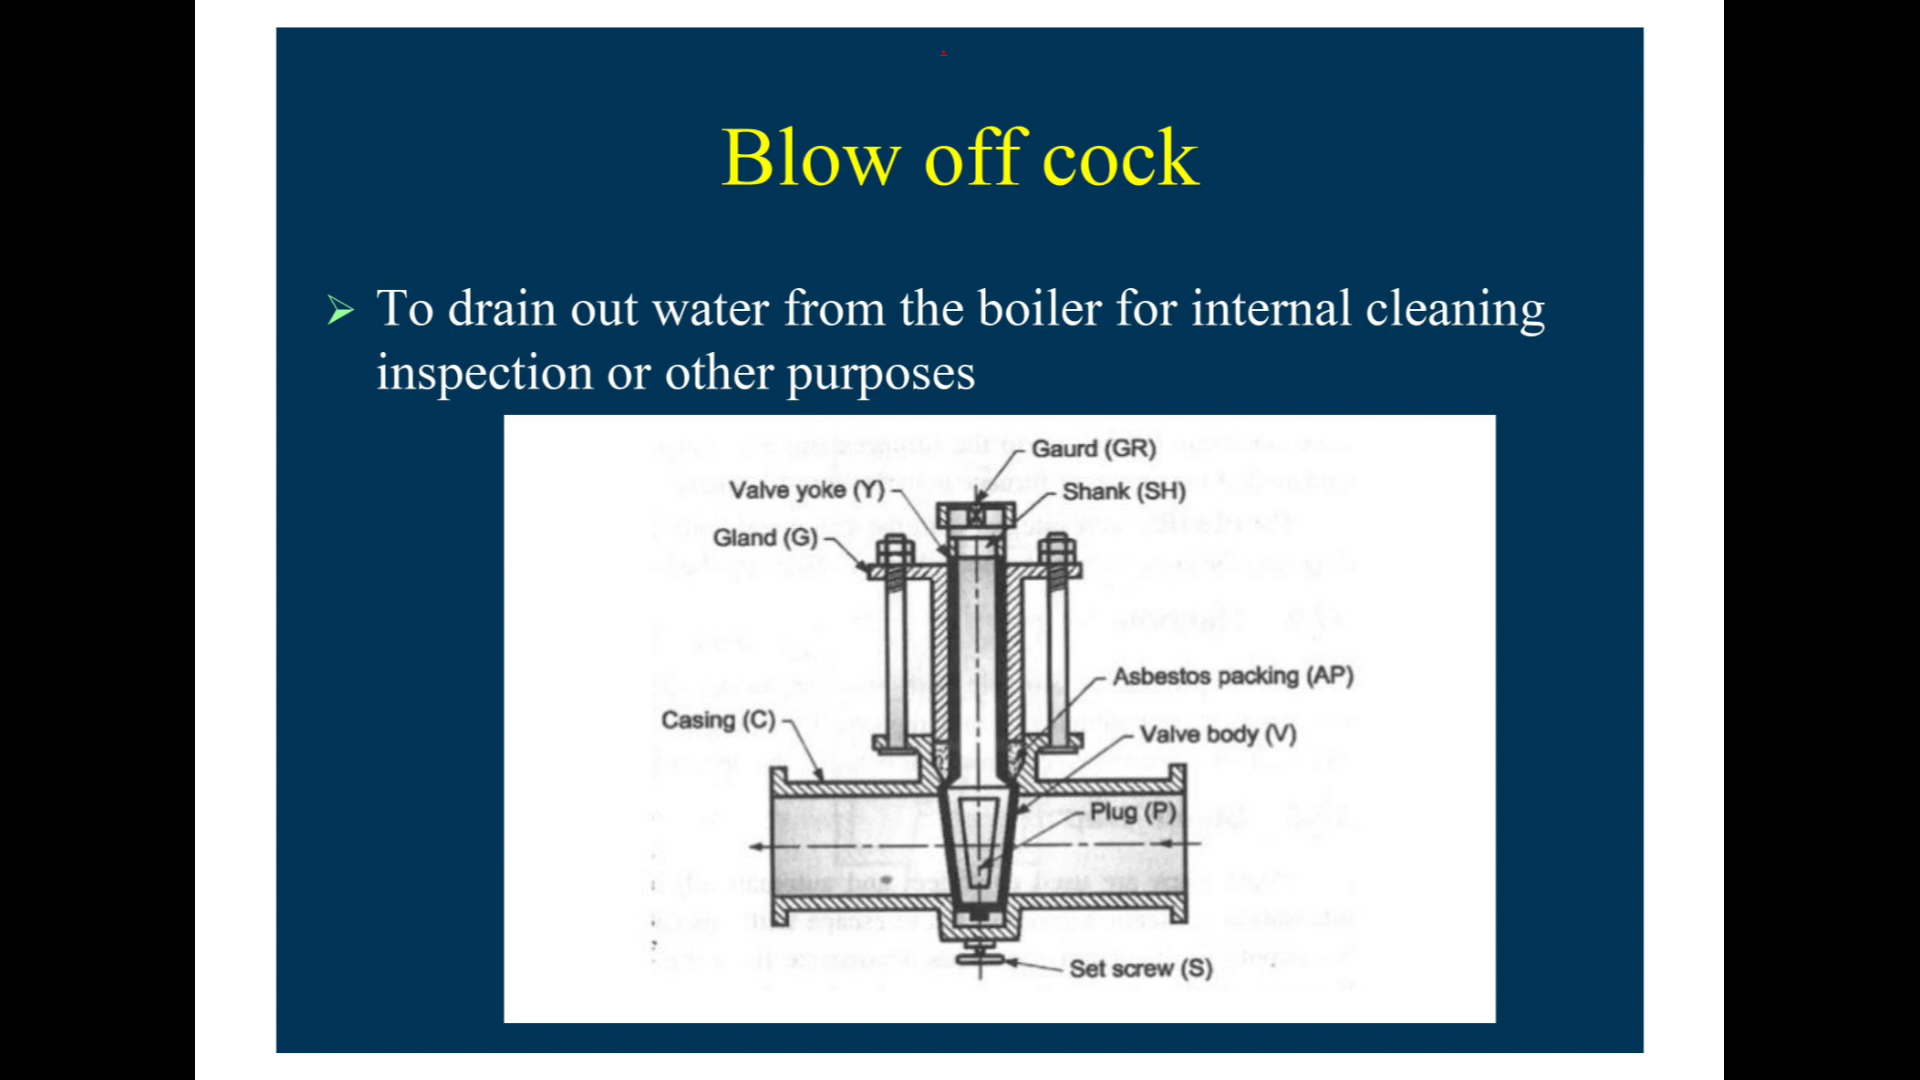 Blow off cock
To drain out water from the boiler for internal cleaning
inspection or other purposes
Gaurd (GR)
Valve yoke (Y)
Shank (SH)
Gland (G)
Asbestos packing (AP)
Casing (C)
Valve body (V)
Plug (P)
Set screw (S)